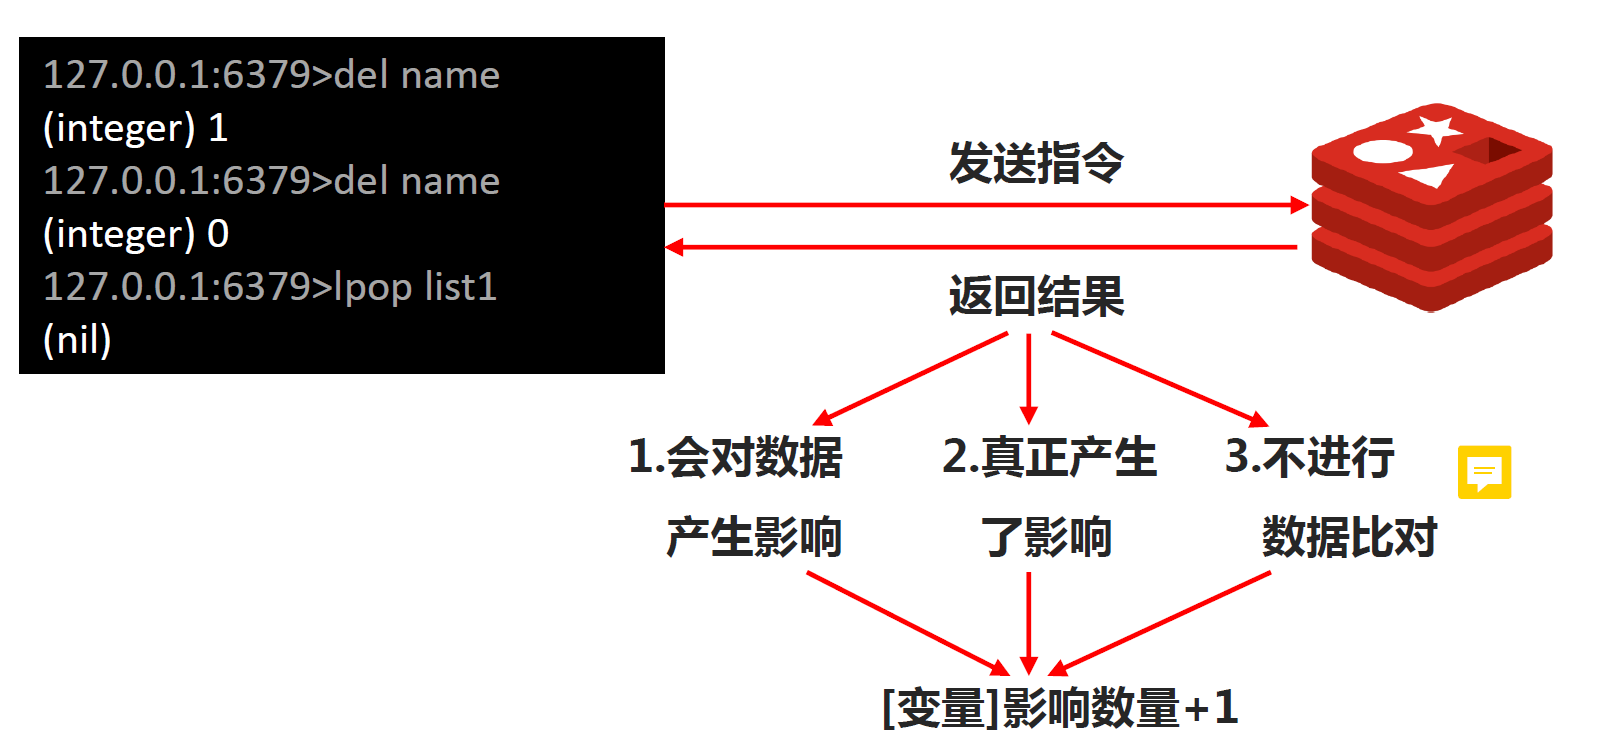 127.0.0.1:6379>del name
(integer) 1
127.0.0.1:6379>del name
(integer) 0
127.0.0.1:6379>lpop list1
(nil)
发送指令
返回结果
1.会对数据
产生影响
2.真正产生
了影响
3.不进行
数据比对
[变量]影响数量+1